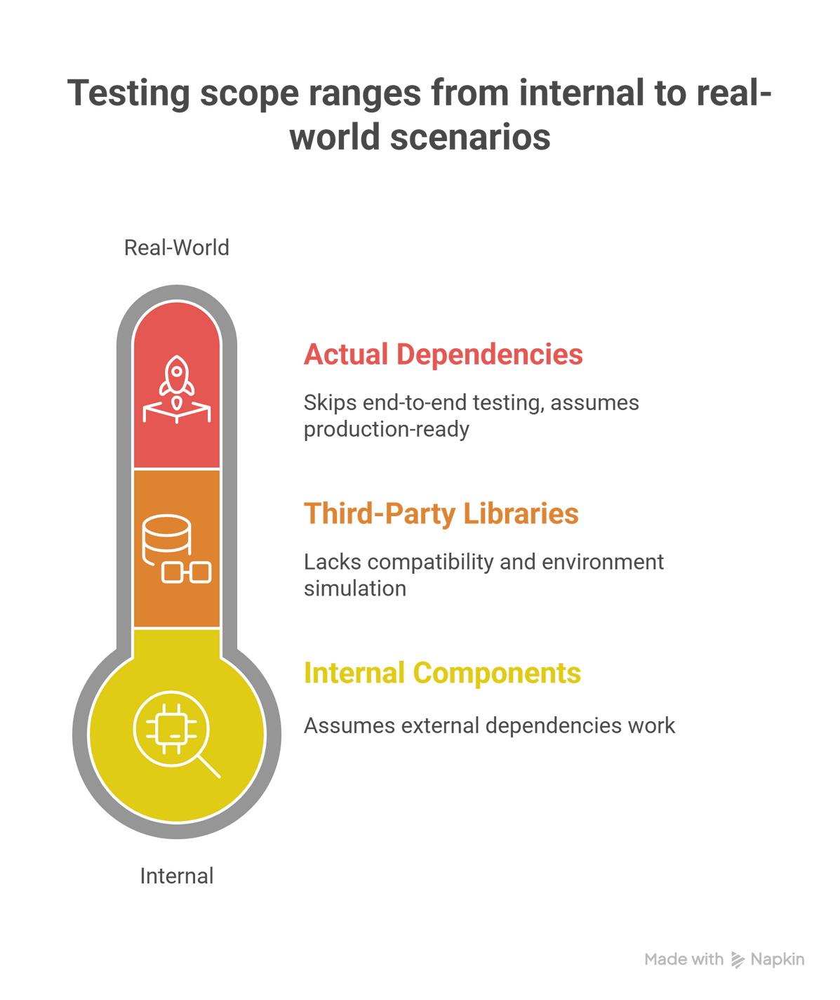 Testing scope ranges from internal to real-
world scenarios
Real-World
Actual Dependencies
Skips end-to-end testing, assumes
production-ready
Third-Party Libraries
Lacks compatibility and environment
simulation
Internal Components
Assumes external dependencies work
Internal
Made with Napkin